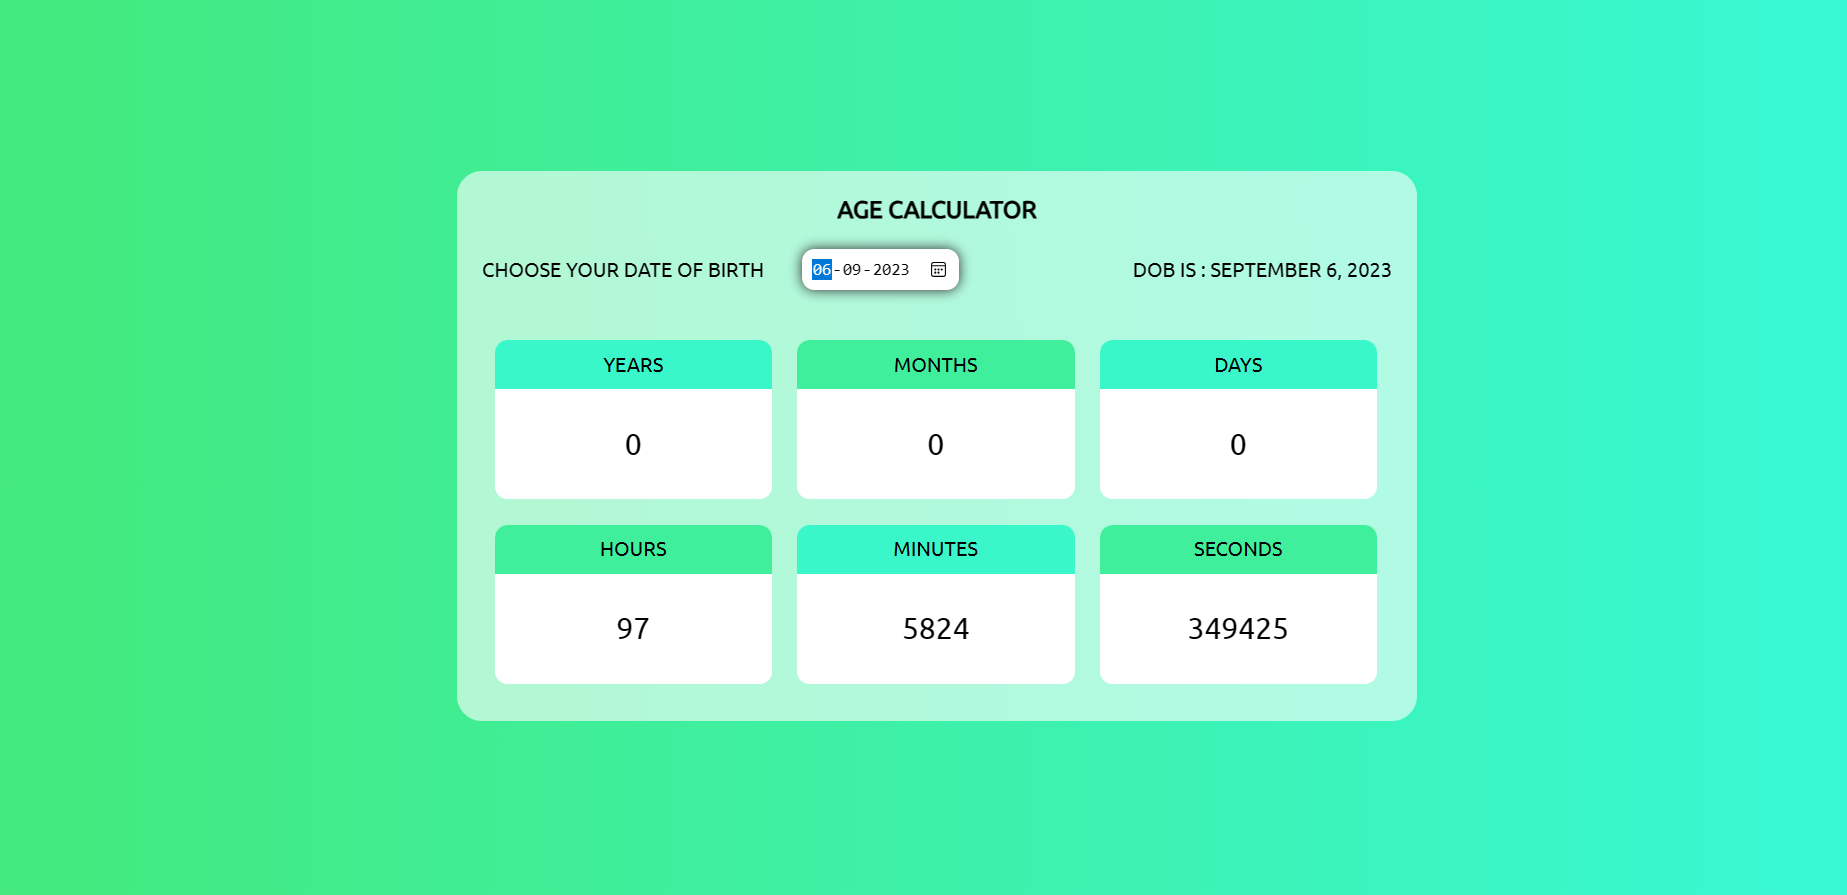 AGE CALCULATOR
CHOOSE YOUR DATE OF BIRTH 06-09-2023 DOB IS : SEPTEMBER 6, 2023
YEARS MONTHS DAYS
0 0 0
HOURS MINUTES SECONDS
97 5824 349425